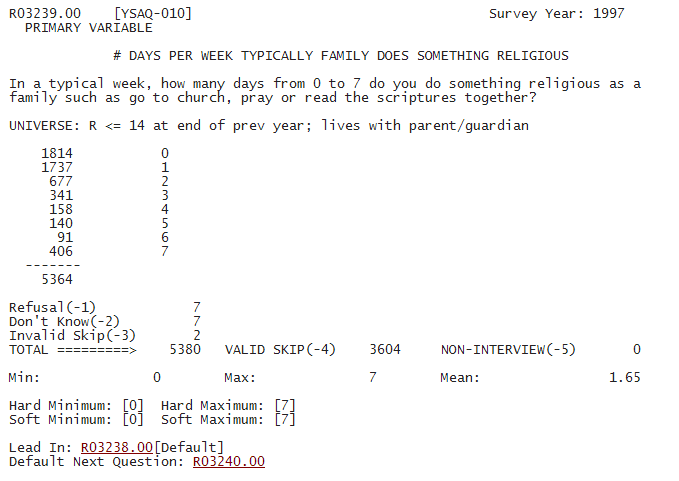 R03239.00    [YSAQ-010]                                     Survey Year: 1997
  PRIMARY VARIABLE
             # DAYS PER WEEK TYPICALLY FAMILY DOES SOMETHING RELIGIOUS
In a typical week, how many days from 0 to 7 do you do something religious as a
family such as go to church, pray or read the scriptures together?
UNIVERSE: R <= 14 at end of prev year; lives with parent/guardian
    1814           0
    1737           1
     677           2
     341           3
     158           4
     140           5
      91           6
     406           7
  -------
    5364
Refusal(-1)            7
Don't Know(-2)         7
Invalid Skip(-3)       2
TOTAL =========>    5380   VALID SKIP(-4)    3604     NON-INTERVIEW(-5)       0
Min:              0        Max:              7        Mean:                1.65
Hard Minimum: [0]  Hard Maximum: [7]
Soft Minimum: [0]  Soft Maximum: [7]
Lead In: R03238.00[Default]
Default Next Question: R03240.00